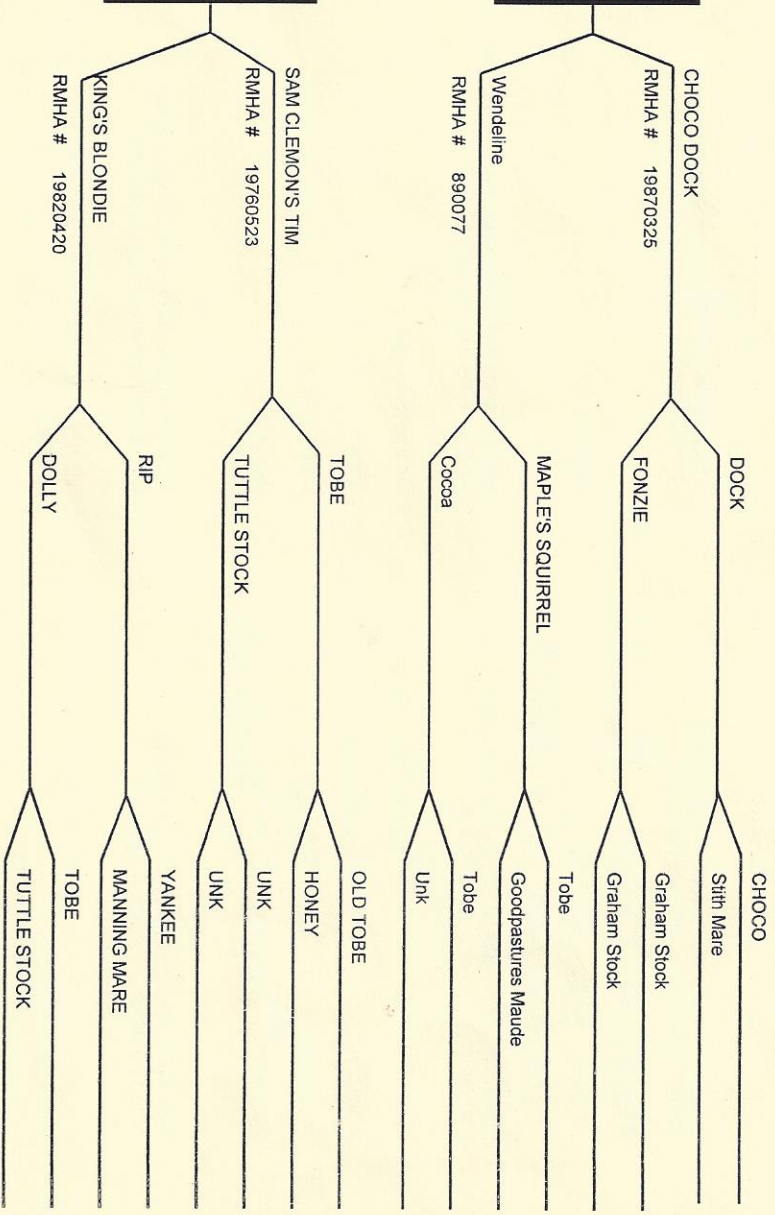 CHOCO DOCK
RMHA # 19870325
Wendeline
RMHA # 890077
SAM CLEMON'S TIM
RMHA # 19760523
KING'S BLONDIE
RMHA # 19820420
DOCK
FONZIE
MAPLE'S SQUIRREL
Cocoa
TOBE
TUTTLE STOCK
RIP
DOLLY
CHOCO
Stith Mare
Graham Stock
Graham Stock
Tobe
Goodpastures Maude
Tobe
Unk
OLD TOBE
HONEY
UNK
UNK
YANKEE
MANNING MARE
TOBE
TUTTLE STOCK